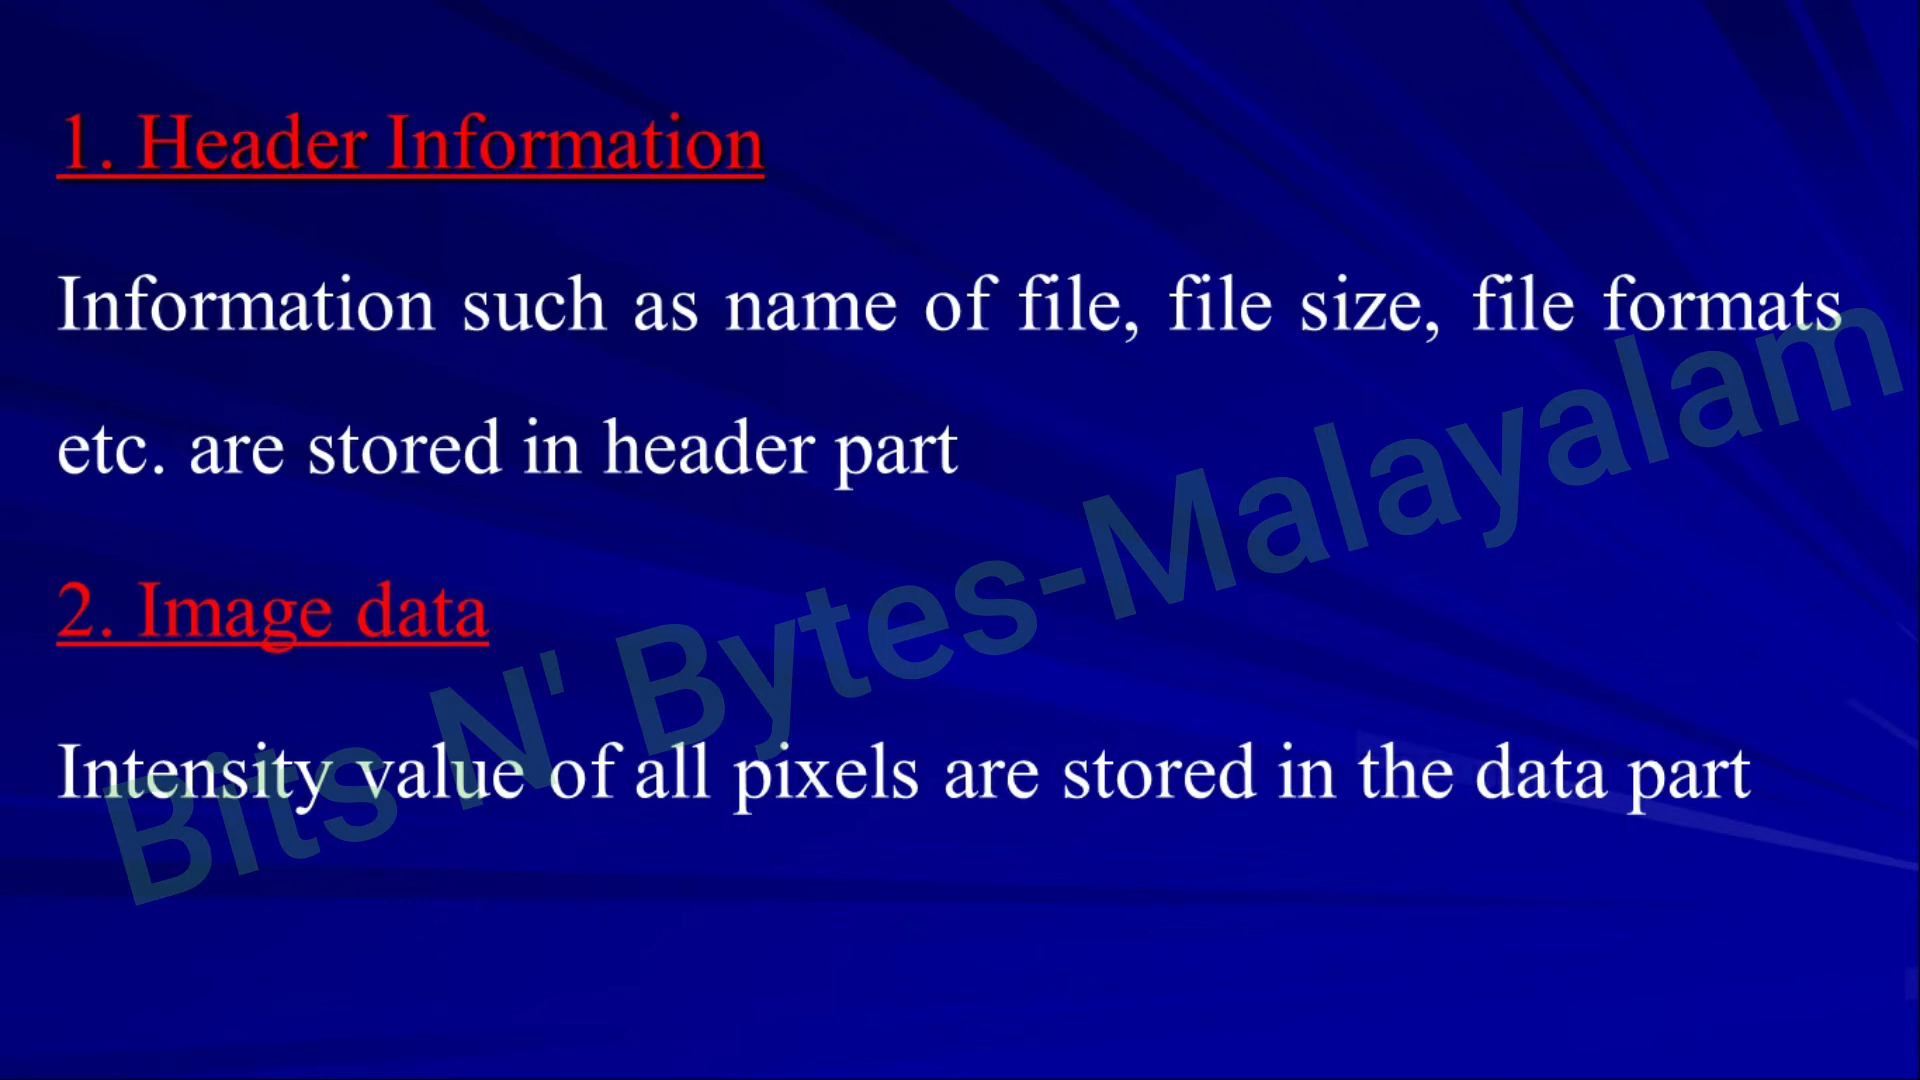 1. Header Information
Information such as name of file, file size, file formats
etc. are stored in header part
2. Image data
Intensity value of all pixels are stored in the data part
Bits N' Bytes-Malayalam